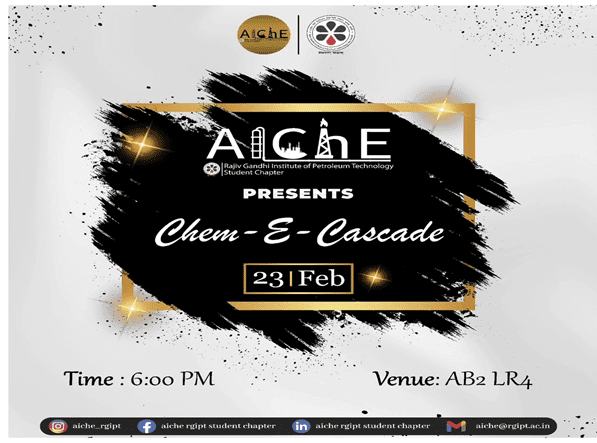 AIChE
AIChE
Rajiv Gandhi Institute of Petroleum Technology
Student Chapter
PRESENTS
Chem-E-Cascade
23|Feb
Time : 6:00 PM
Venue: AB2 LR4
aiche_rgipt
aiche rgipt student chapter
aiche rgipt student chapter
aiche@rgipt.ac.in